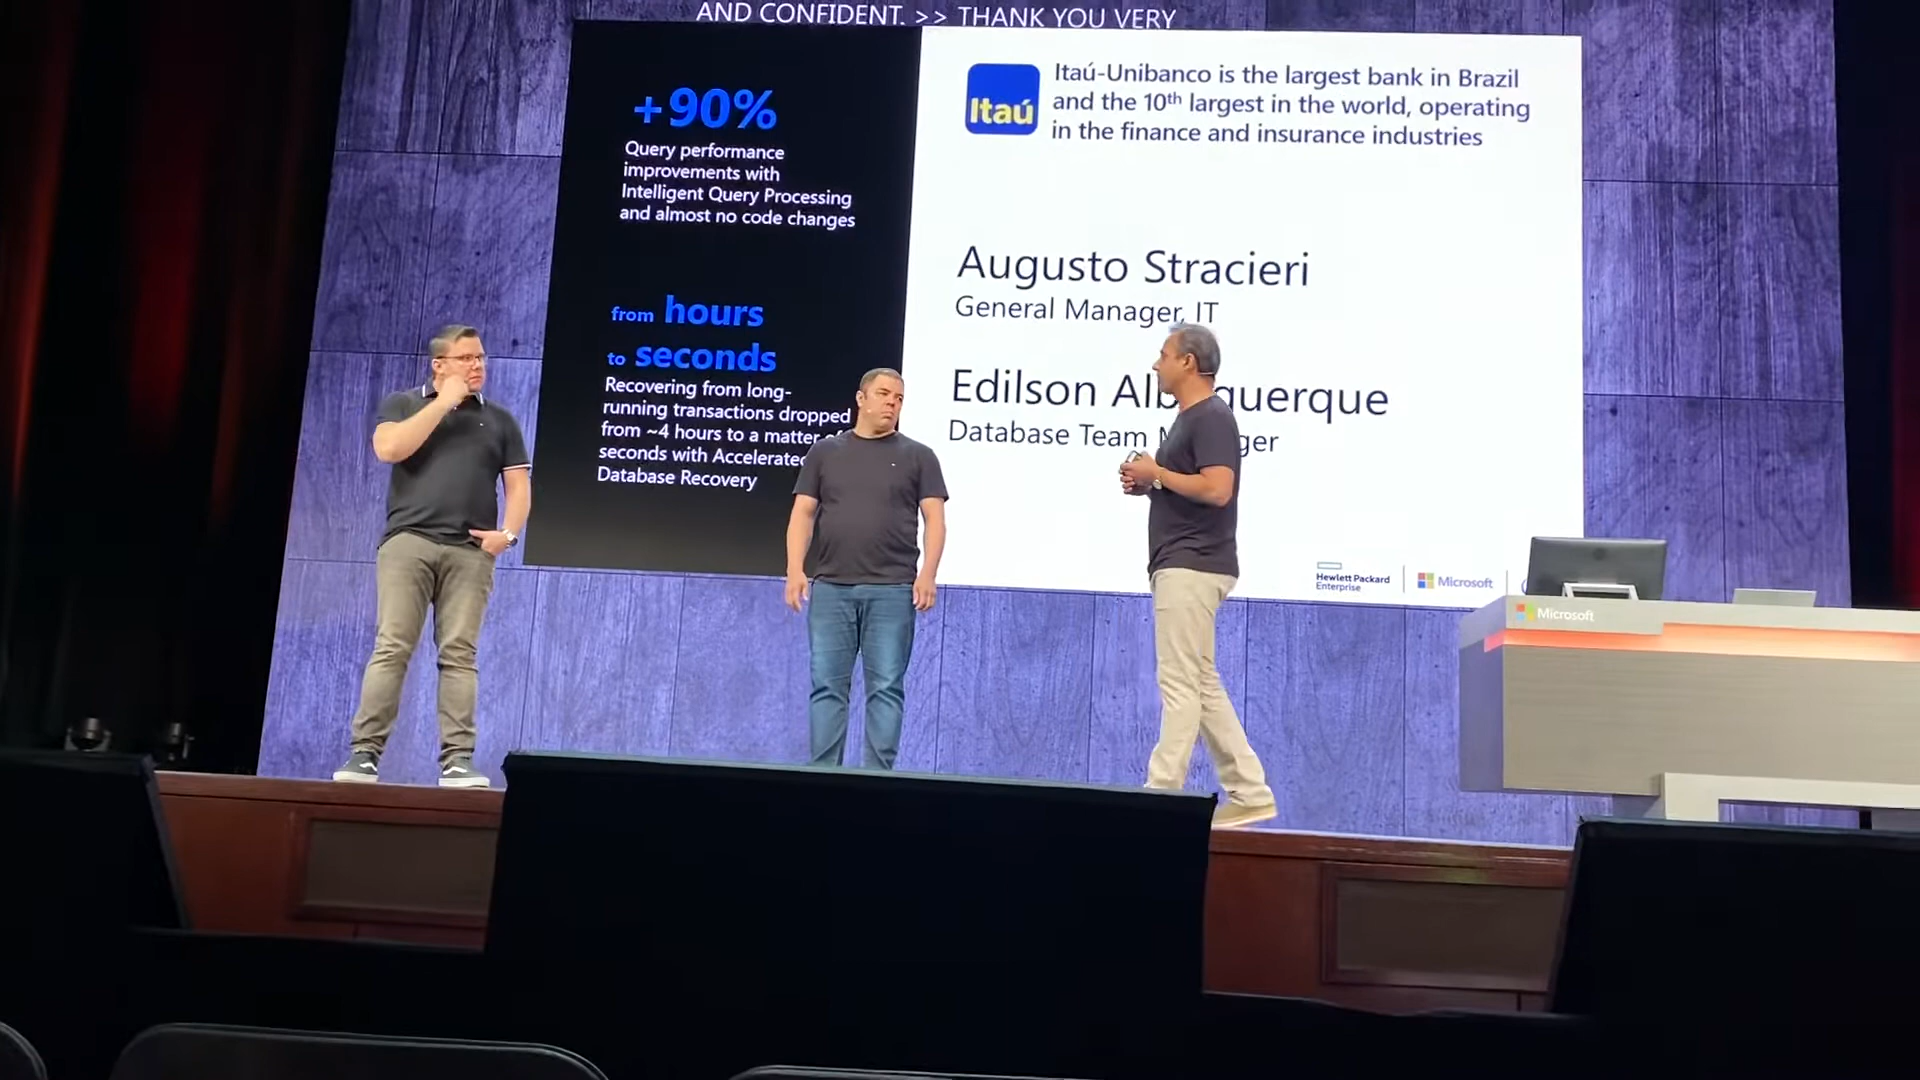 AND CONFIDENT. >> THANK YOU VERY
+90%
Query performance
improvements with
Intelligent Query Processing
and almost no code changes
from hours
to seconds
Recovering from long-
running transactions dropped
from ~4 hours to a matter
seconds with Accelerated
Database Recovery
Itaú
Itaú-Unibanco is the largest bank in Brazil
and the 10th largest in the world, operating
in the finance and insurance industries
Augusto Stracieri
General Manager, IT
Edilson
Database Team
Hewlett Packard
Enterprise
Microsoft
Microsoft